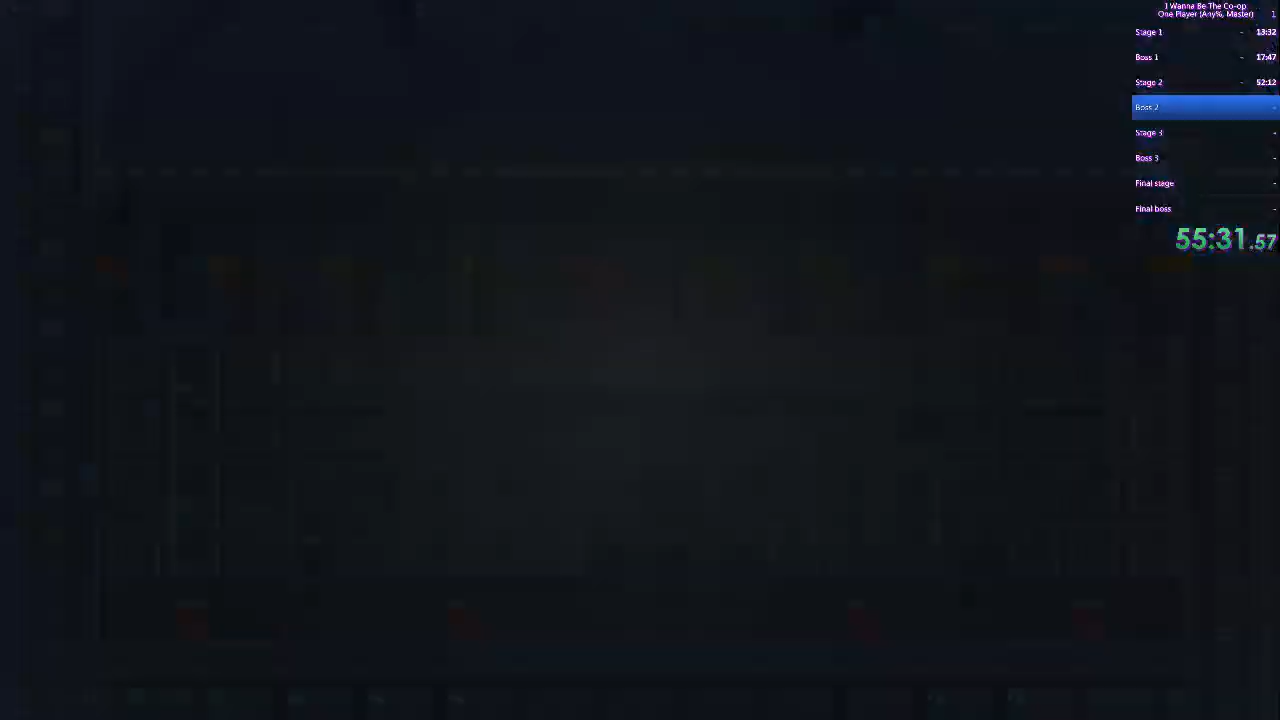 I Wanna Be The Co-op
One Player (Any%, Master) 1
Stage 1 - 13:32
Boss 1 - 17:47
Stage 2 - 52:12
Boss 2 -
Stage 3 -
Boss 3 -
Final stage -
Final boss -
55:31.57